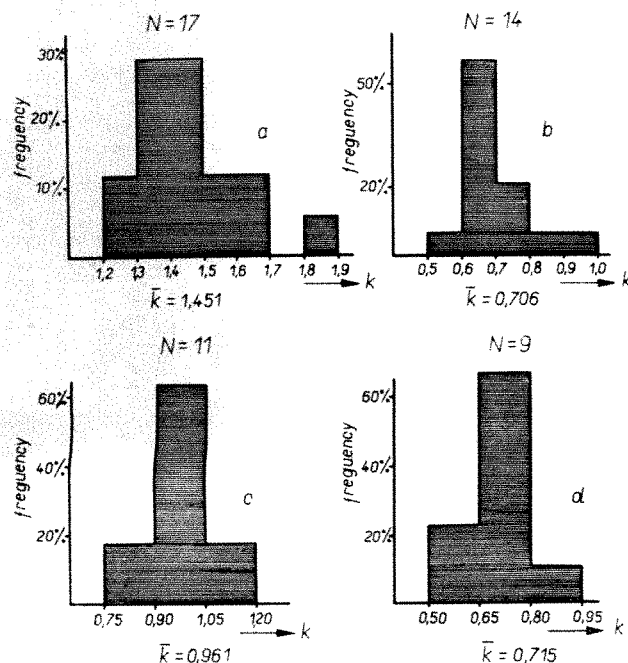 N=17
30%
20%
10%
frequency
a
1,2 1,3 1,4 1,5 1,6 1,7 1,8 1,9 k
k̄=1,451
N=14
50%
20%
frequency
b
0,5 0,6 0,7 0,8 0,9 1,0 k
k̄=0,706
N=11
60%
40%
20%
frequency
c
0,75 0,90 1,05 1,20 k
k̄=0,961
N=9
60%
40%
20%
frequency
d
0,50 0,65 0,80 0,95 k
k̄=0,715